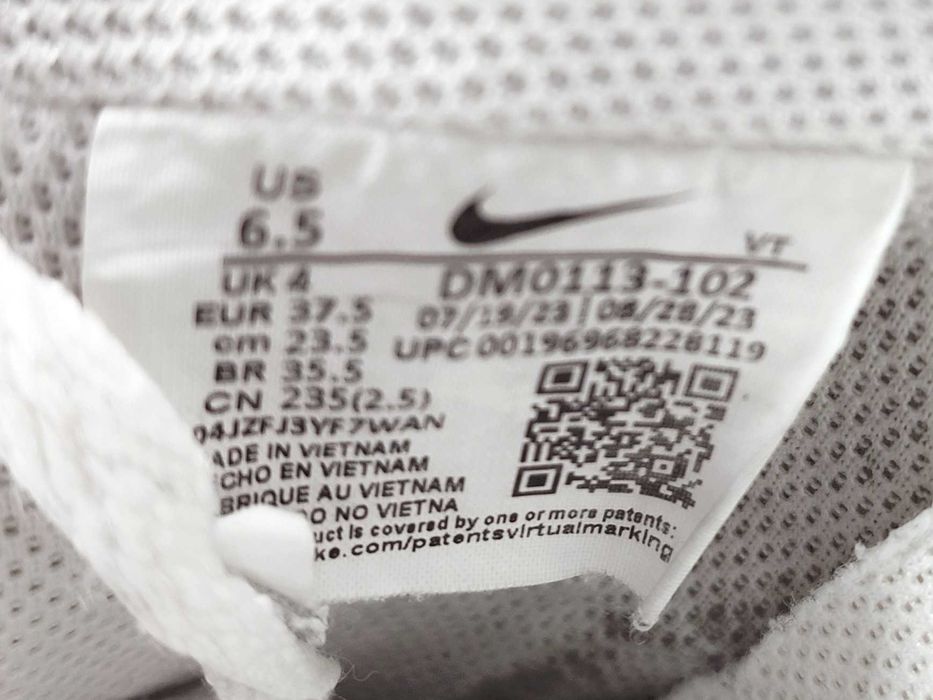 US
6.5
VT
UK 4
DM0113-102
EUR 37.5
07/15/23 | 08/28/23
cm 23.5
UPC 00196968228119
BR 35.5
CN 235(2.5)
04JZFJ3YF7WAN
ADE IN VIETNAM
CHO EN VIETNAM
BRIQUE AU VIETNAM
DO NO VIETNA
uct is covered by one or more patents:
ke.com/patentsvirtualmarking